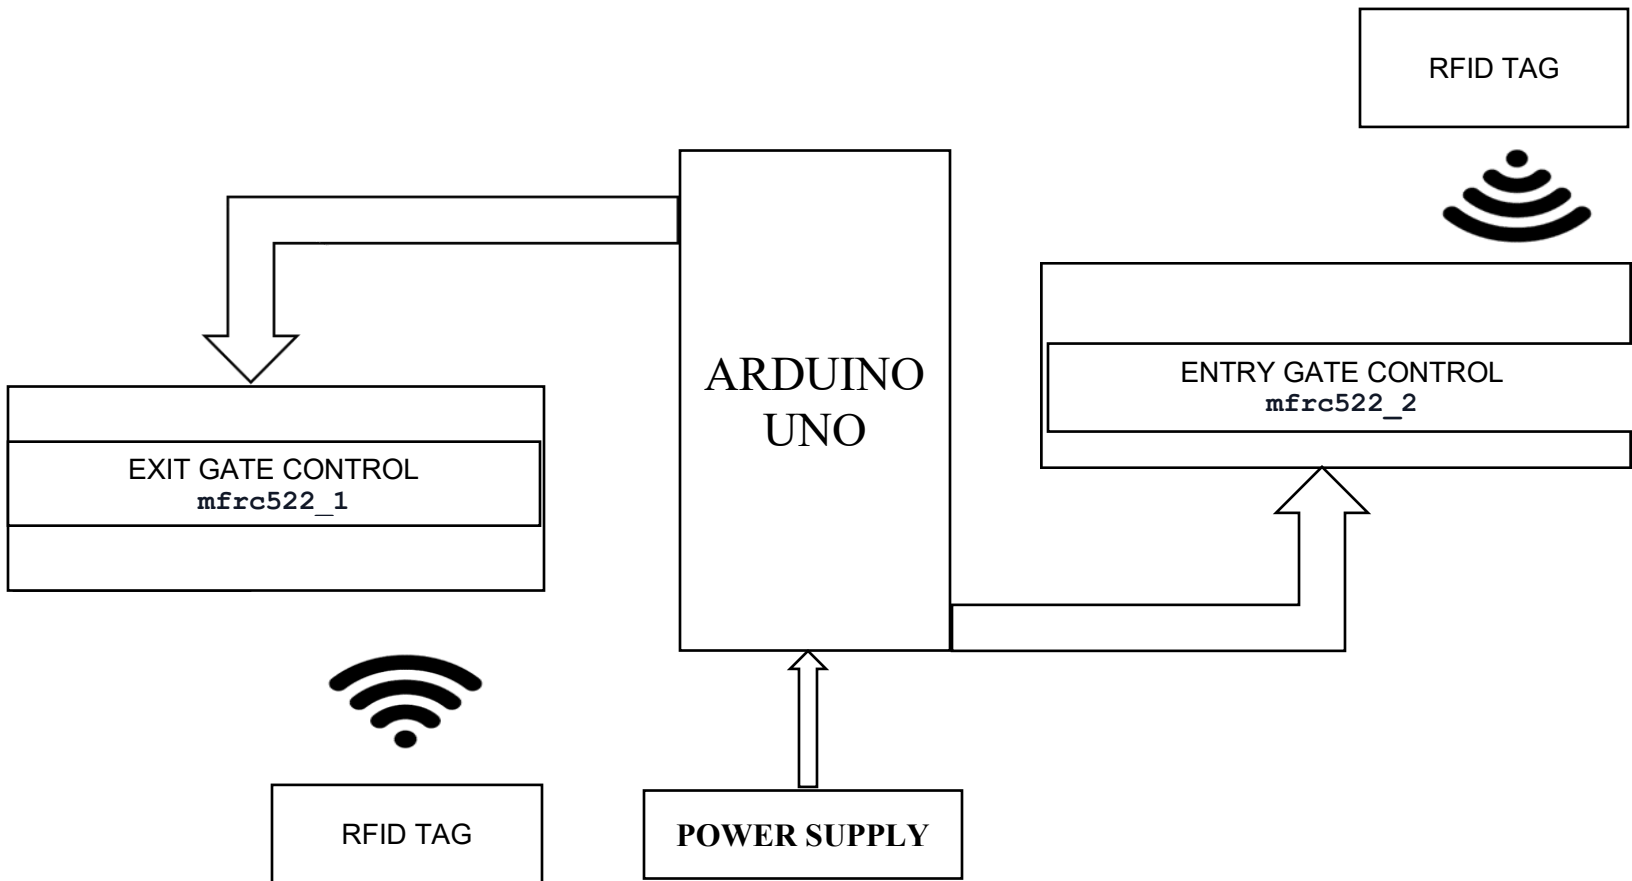 RFID TAG
ARDUINO
UNO
ENTRY GATE CONTROL
mfrc522_2
EXIT GATE CONTROL
mfrc522_1
RFID TAG
POWER SUPPLY